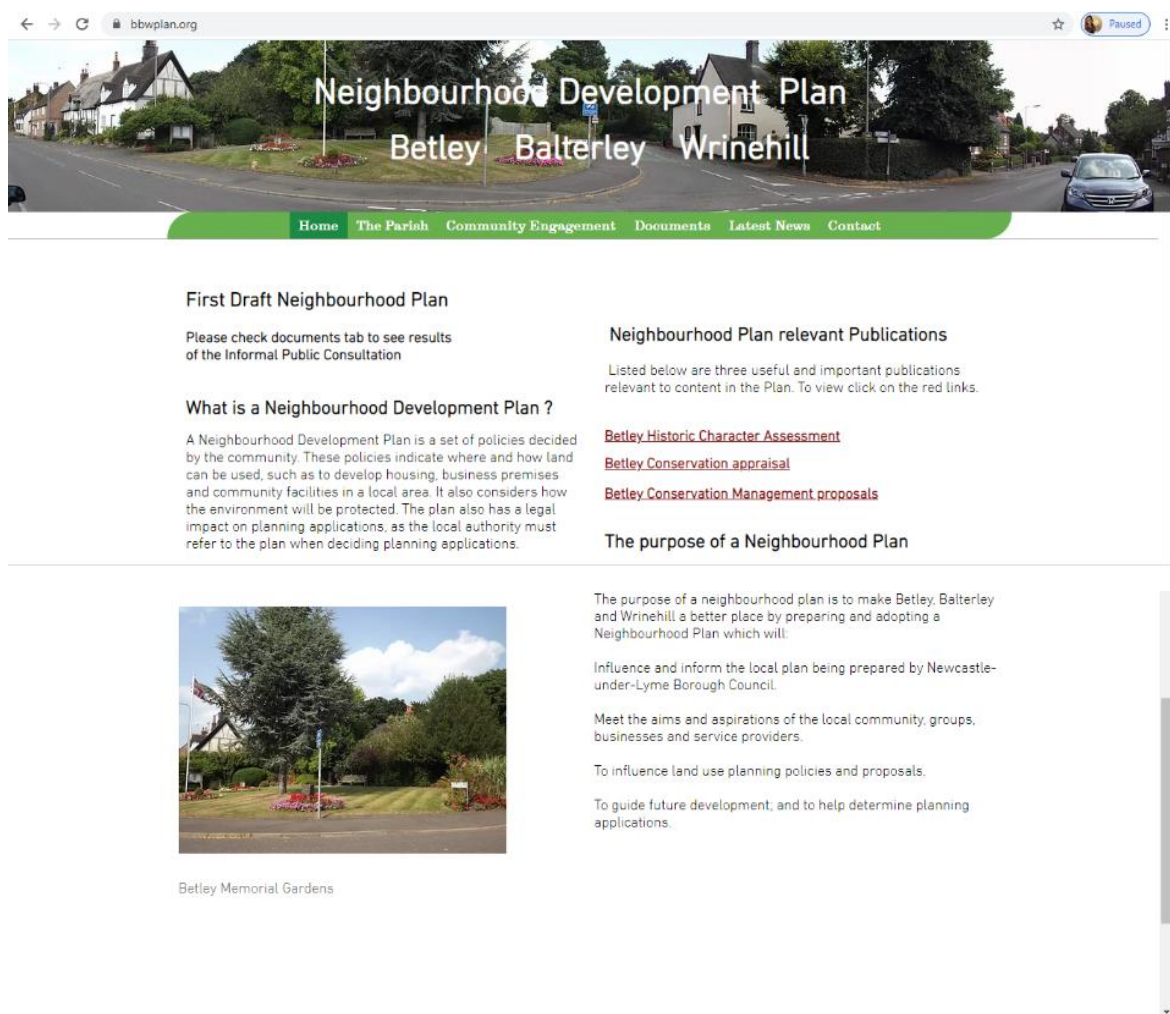 bbwplan.org
Paused
Neighbourhood Development Plan
Betley Balterley Wrinehill
Home The Parish Community Engagement Documents Latest News Contact
First Draft Neighbourhood Plan
Please check documents tab to see results
of the Informal Public Consultation
What is a Neighbourhood Development Plan ?
A Neighbourhood Development Plan is a set of policies decided
by the community. These policies indicate where and how land
can be used, such as to develop housing, business premises
and community facilities in a local area. It also considers how
the environment will be protected. The plan also has a legal
impact on planning applications, as the local authority must
refer to the plan when deciding planning applications.
Neighbourhood Plan relevant Publications
Listed below are three useful and important publications
relevant to content in the Plan. To view click on the red links.
Betley Historic Character Assessment
Betley Conservation appraisal
Betley Conservation Management proposals
The purpose of a Neighbourhood Plan
The purpose of a neighbourhood plan is to make Betley, Balterley
and Wrinehill a better place by preparing and adopting a
Neighbourhood Plan which will:
Influence and inform the local plan being prepared by Newcastle-
under-Lyme Borough Council.
Meet the aims and aspirations of the local community, groups,
businesses and service providers.
To influence land use planning policies and proposals.
To guide future development; and to help determine planning
applications.
Betley Memorial Gardens